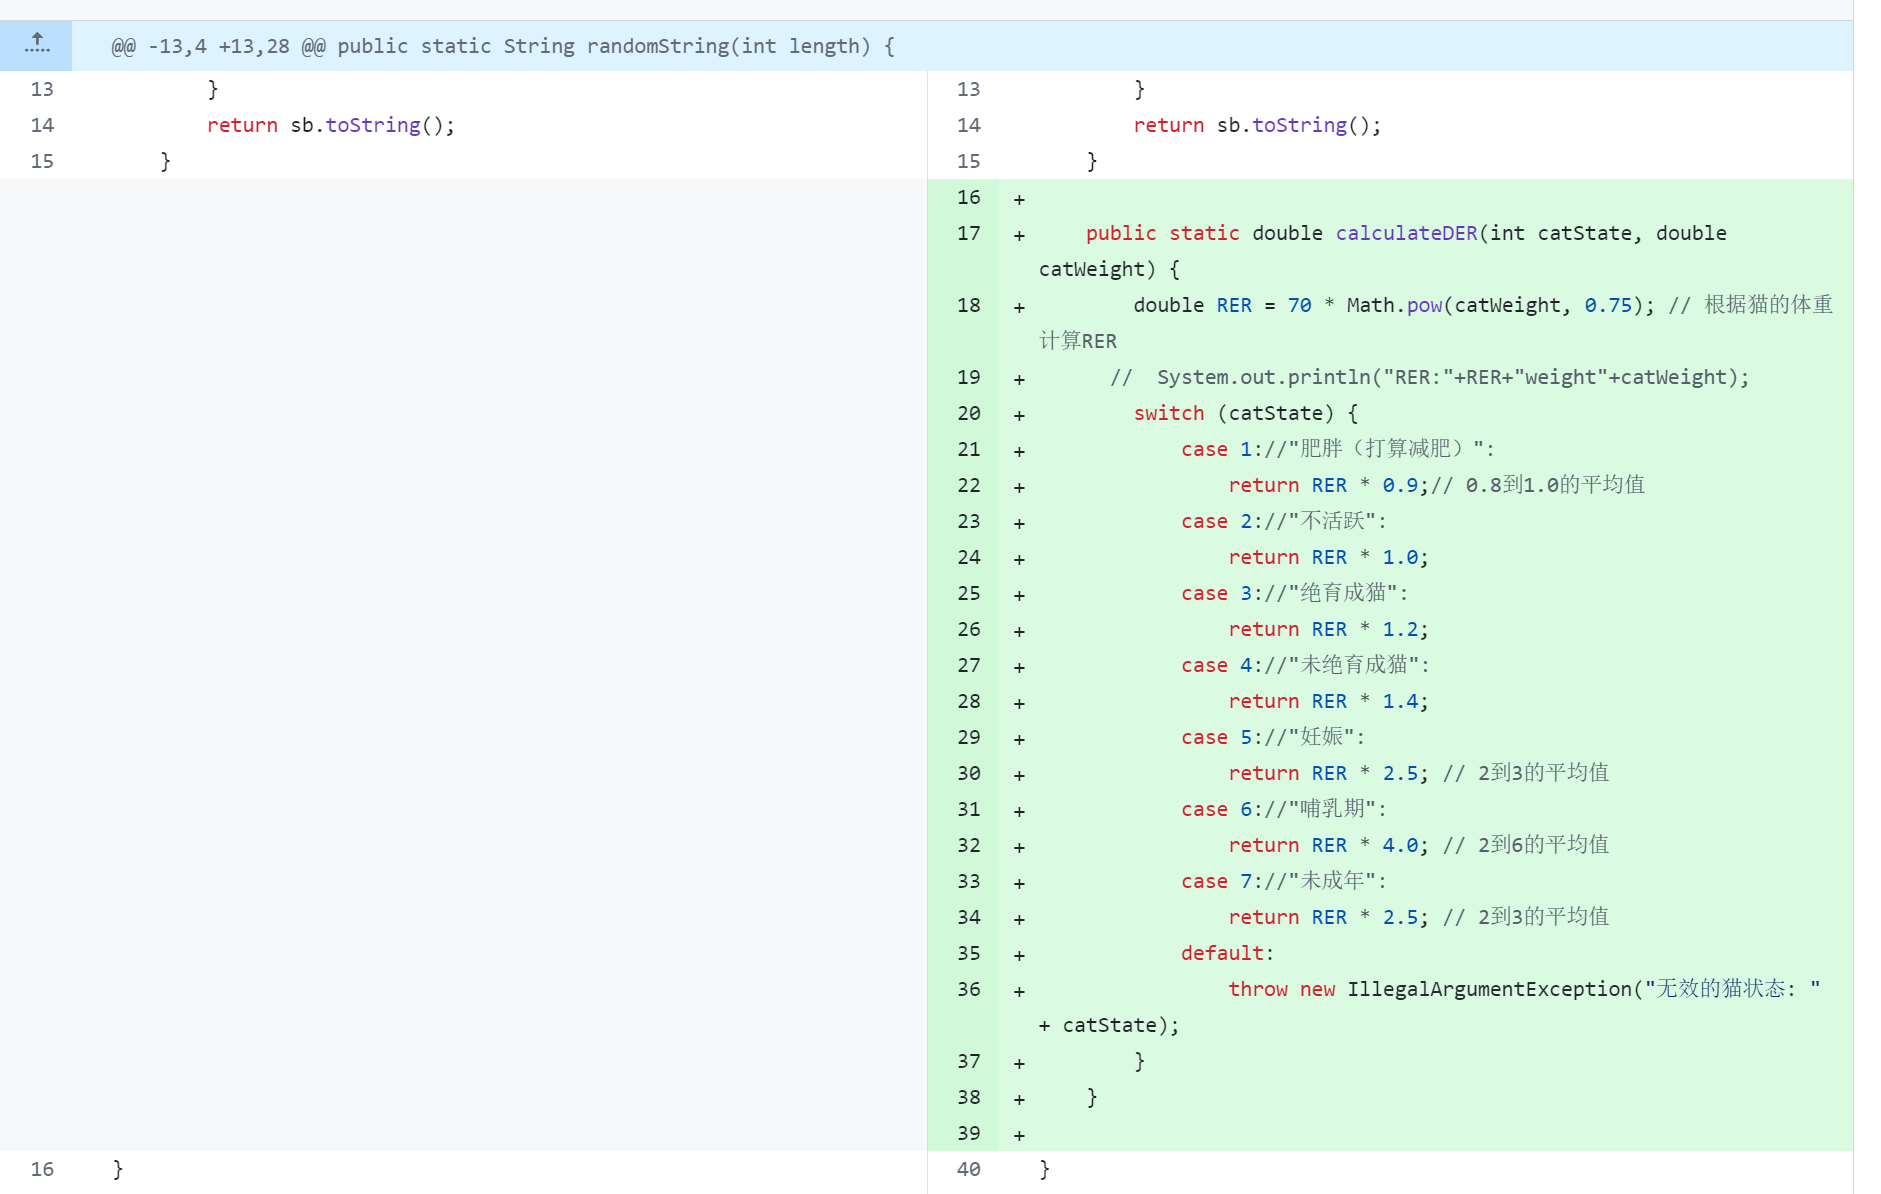 @@ -13,4 +13,28 @@ public static String randomString(int length) {
13 }
14 return sb.toString();
15 }
13 }
14 return sb.toString();
15 }
16 +
17 + public static double calculateDER(int catState, double
catWeight) {
18 + double RER = 70 * Math.pow(catWeight, 0.75); // 根据猫的体重
计算RER
19 + // System.out.println("RER:"+RER+"weight"+catWeight);
20 + switch (catState) {
21 + case 1://"肥胖（打算减肥）":
22 + return RER * 0.9;// 0.8到1.0的平均值
23 + case 2://"不活跃":
24 + return RER * 1.0;
25 + case 3://"绝育成猫":
26 + return RER * 1.2;
27 + case 4://"未绝育成猫":
28 + return RER * 1.4;
29 + case 5://"妊娠":
30 + return RER * 2.5; // 2到3的平均值
31 + case 6://"哺乳期":
32 + return RER * 4.0; // 2到6的平均值
33 + case 7://"未成年":
34 + return RER * 2.5; // 2到3的平均值
35 + default:
36 + throw new IllegalArgumentException("无效的猫状态: "
+ catState);
37 + }
38 + }
39 +
16 }
40 }